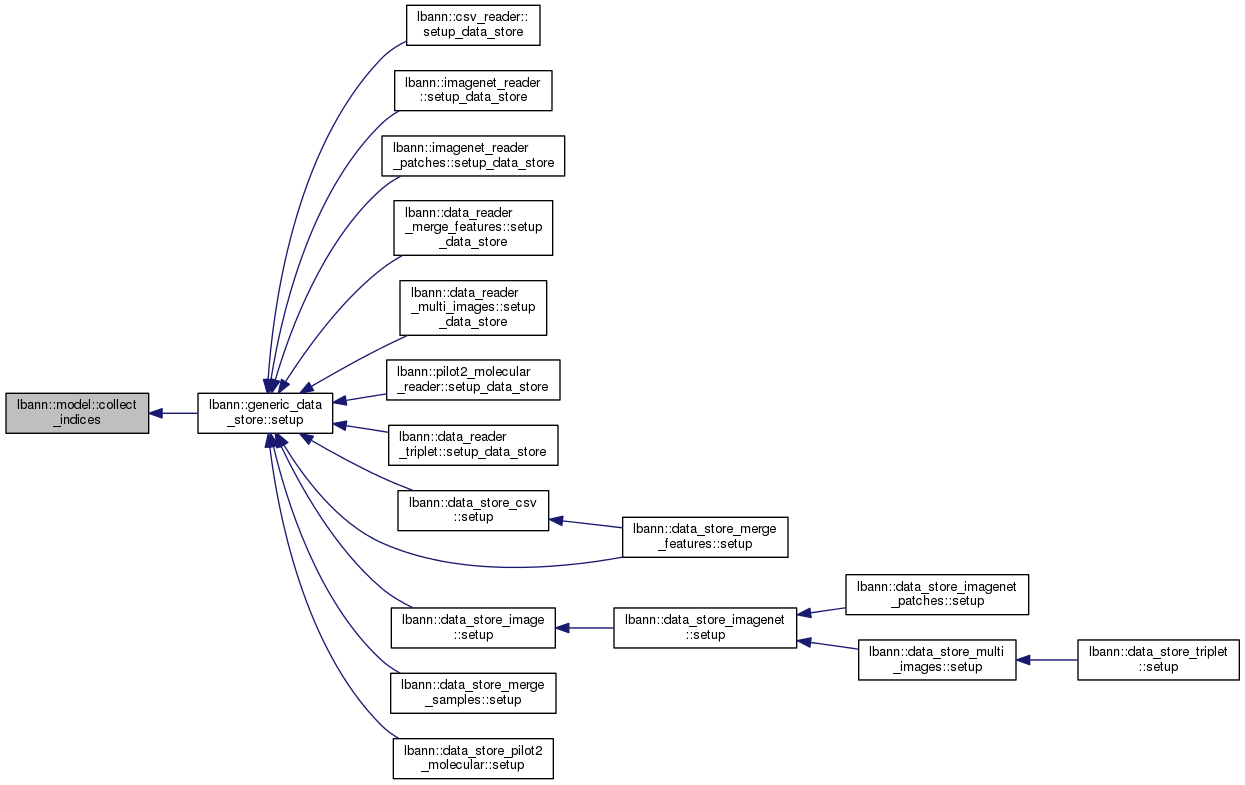 lbann::csv_reader::
setup_data_store
lbann::imagenet_reader
::setup_data_store
lbann::imagenet_reader
_patches::setup_data_store
lbann::data_reader
_merge_features::setup
_data_store
lbann::data_reader
_multi_images::setup
_data_store
lbann::pilot2_molecular
_reader::setup_data_store
lbann::model::collect
_indices
lbann::generic_data
_store::setup
lbann::data_reader
_triplet::setup_data_store
lbann::data_store_csv
::setup
lbann::data_store_merge
_features::setup
lbann::data_store_image
::setup
lbann::data_store_imagenet
::setup
lbann::data_store_imagenet
_patches::setup
lbann::data_store_multi
_images::setup
lbann::data_store_triplet
::setup
lbann::data_store_merge
_samples::setup
lbann::data_store_pilot2
_molecular::setup